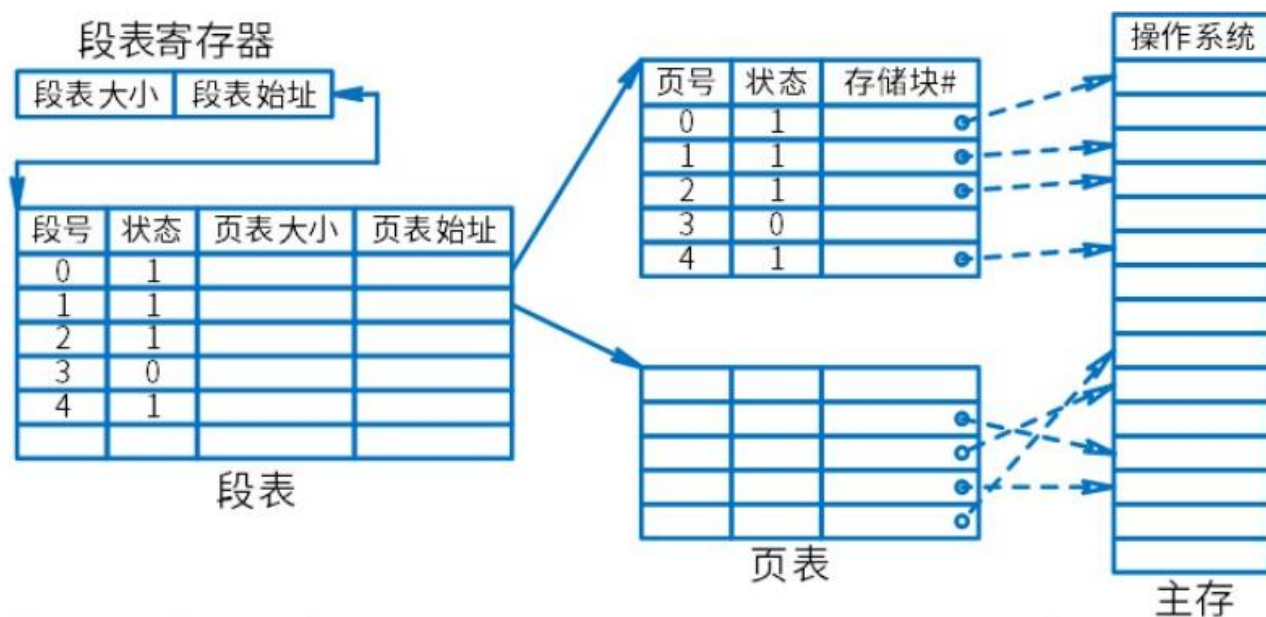 段表寄存器
段表大小 段表始址
段号 状态 页表大小 页表始址
0 1
1 1
2 1
3 0
4 1
段表
页号 状态 存储块#
0 1
1 1
2 1
3 0
4 1
页表
操作系统
主存